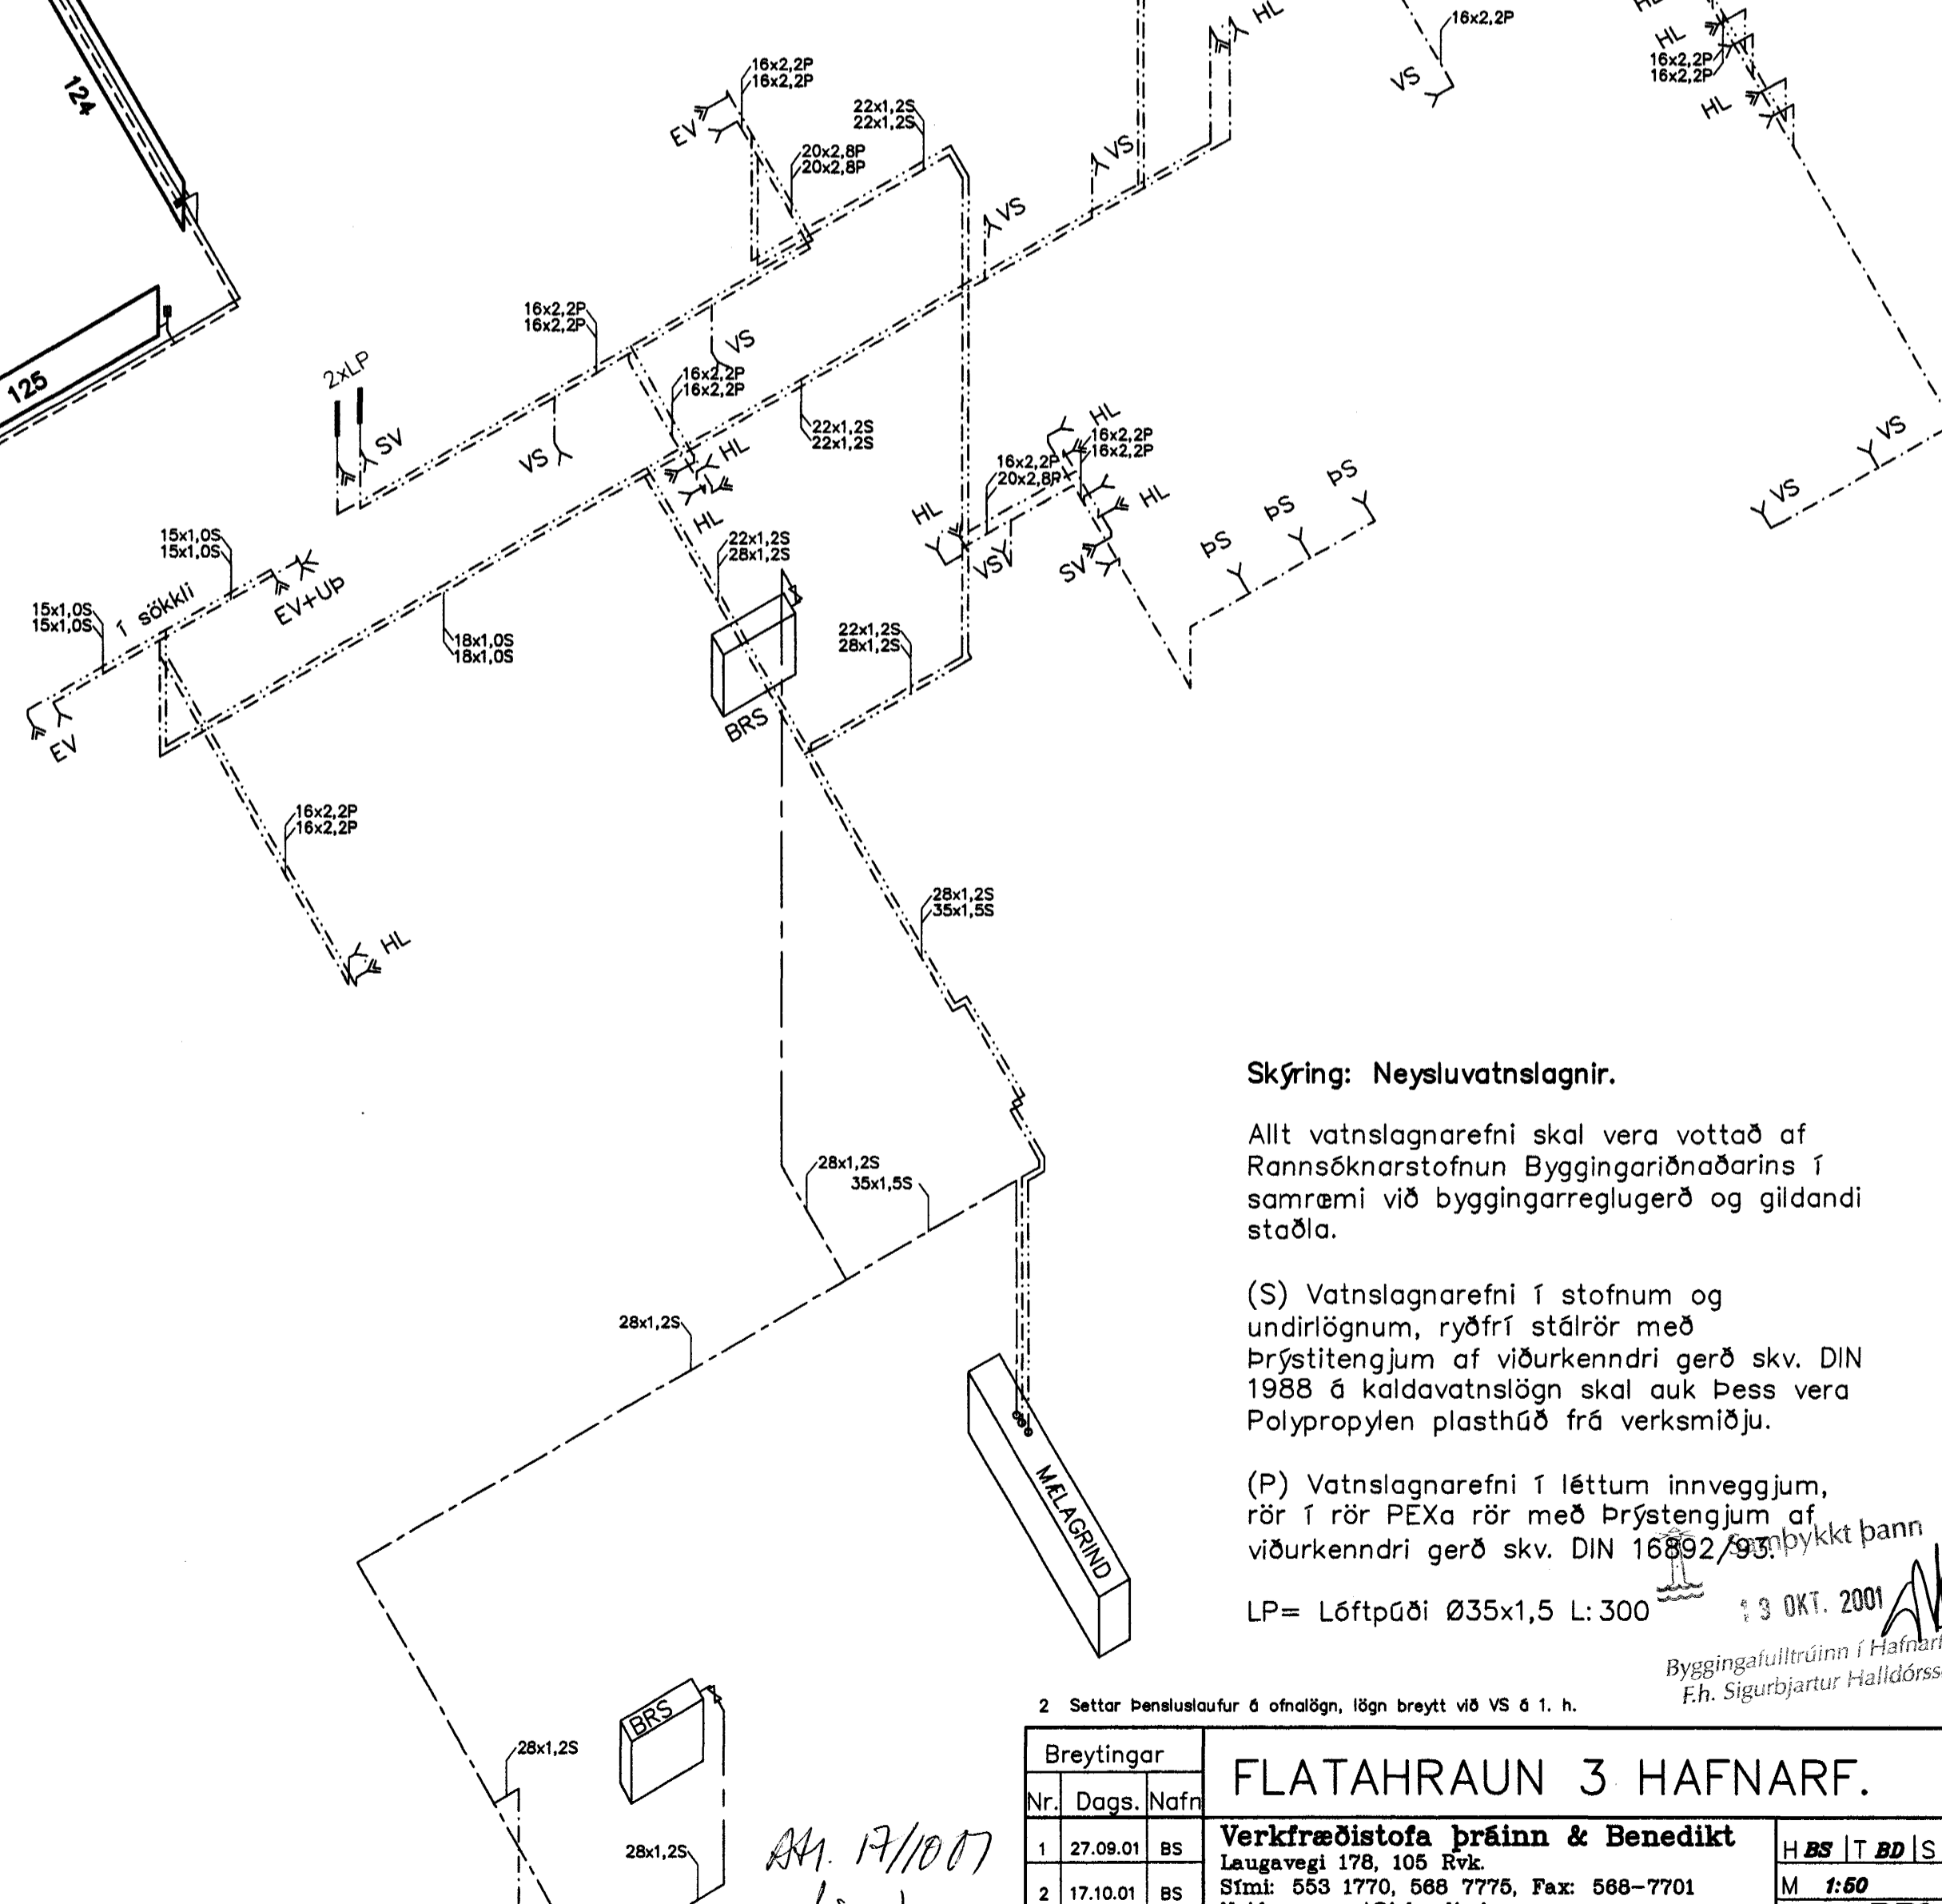 124
125
2xLP
SV
16x2,2P
16x2,2P
EV
20x2,8P
20x2,8P
22x1,2S
22x1,2S
HL
VS
VS
16x2,2P
VS
HL
HL
16x2,2P
16x2,2P
HL
16x2,2P
16x2,2P
VS
VS
16x2,2P
16x2,2P
22x1,2S
22x1,2S
HL
HL
HL
16x2,2P
16x2,2P
16x2,2P
20x2,8P
HL
HL
VS
SV
ÞS
ÞS
ÞS
VS
VS
15x1,0S
15x1,0S
15x1,0S
15x1,0S
í sökkli
EV+UÞ
EV
18x1,0S
18x1,0S
22x1,2S
28x1,2S
22x1,2S
28x1,2S
BRS
16x2,2P
16x2,2P
HL
28x1,2S
35x1,5S
28x1,2S
35x1,5S
28x1,2S
MÆLAGRIND
BRS
28x1,2S
28x1,2S
Skýring: Neysluvatnslagnir.
Allt vatnslagnarefni skal vera vottað af
Rannsóknarstofnun Byggingariðnaðarins í
samræmi við byggingarreglugerð og gildandi
staðla.
(S) Vatnslagnarefni í stofnum og
undirlögnum, ryðfrí stálrör með
Þrýstitengjum af viðurkenndri gerð skv. DIN
1988 á kaldavatnslögn skal auk Þess vera
Polypropylen plasthúð frá verksmiðju.
(P) Vatnslagnarefni í léttum innveggjum,
rör í rör PEXa rör með Þrýstengjum af
viðurkenndri gerð skv. DIN 16892/93.
Samþykkt þann
LP= Lóftpúði Ø35x1,5 L:300
OKT. 2001
Byggingafulltrúinn í
F.h. Sigurbjartur
2 Settar Þensluslaufur á ofnalögn, lögn breytt við VS á 1. h.
Breytingar
Nr. Dags. Nafn
1 27.09.01 BS
2 17.10.01 BS
FLATAHRAUN 3 HAFNARF.
Verkfræðistofa þráinn & Benedikt
Laugavegi 178, 105 Rvk.
Sími: 553 1770, 568 7775, Fax: 568-7701
H BS T BD S
M 1:50